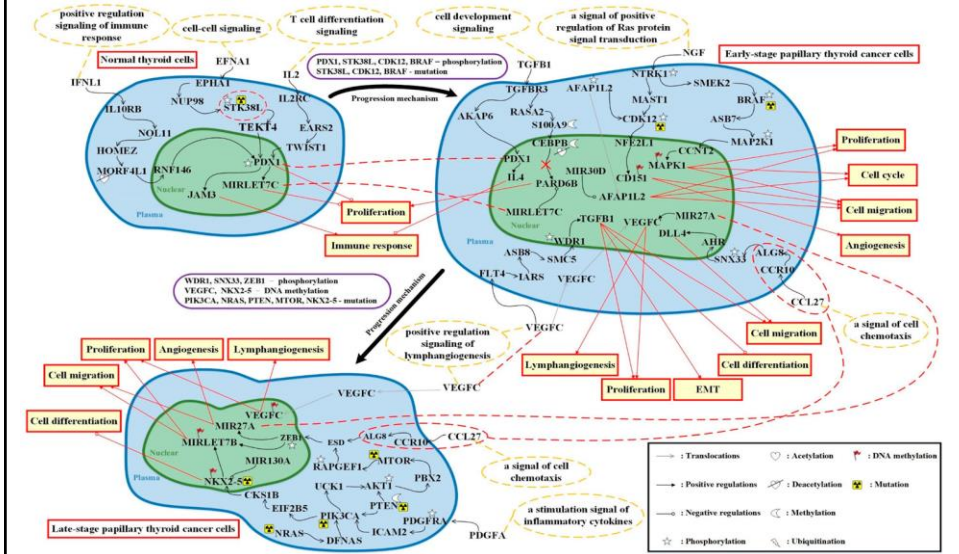 positive regulation
signaling of immune
response
cell-cell signaling
T cell differentiation
signaling
cell development
signaling
a signal of positive
regulation of Ras protein
signal transduction
Normal thyroid cells
Early-stage papillary thyroid cancer cells
PDX1, STK38L, CDK12, BRAF – phosphorylation
STK38L, CDK12, BRAF - mutation
Progression mechanism
IFNL1
EFNA1
IL2
EPHA1
NUP98
STK38L
IL2RC
IL10RB
TEKT4
EARS2
NOL11
TWIST1
HOMEZ
MORF4L1
RNF146
PDX1
Nuclear
MIRLET7C
JAM3
Plasma
Proliferation
Immune response
TGFB1
NGF
TGFBR3
AFAP1L2
NTRK1
SMEK2
AKAP6
RASA2
MAST1
BRAF
S100A9
CDK12
ASB7
CEBPB
NFE2L1
CCNT2
MAP2K1
PDX1
IL4
MIR30D
CD151
MAPK1
PARD6B
AFAP1L2
MIRLET7C
Nuclear
TGFB1
VEGFC
MIR27A
DLL4
WDR1
AHR
Plasma
ASB8
SMC5
SNX33
ALG8
CCR10
FLT4
IARS
VEGFC
CCL27
VEGFC
Proliferation
Cell cycle
Cell migration
Angiogenesis
a signal of cell
chemotaxis
Cell migration
Cell differentiation
Lymphangiogenesis
Proliferation
EMT
WDR1, SNX33, ZEB1 – phosphorylation
VEGFC, NKX2-5 – DNA methylation
PIK3CA, NRAS, PTEN, MTOR, NKX2-5 - mutation
Progression mechanism
positive regulation
signaling of
lymphangiogenesis
VEGFC
Proliferation
Angiogenesis
Lymphangiogenesis
Cell migration
Cell differentiation
VEGFC
VEGFC
MIR27A
MIRLET7B
ZEB1
ESD
ALG8
CCR10
CCL27
MIR130A
RAPGEF1
MTOR
Plasma
Nuclear
NKX2-5
UCK1
AKT1
PBX2
CKS1B
PTEN
EIF2B5
PIK3CA
PDGFRA
NRAS
DFNA5
ICAM2
PDGFA
a signal of cell
chemotaxis
a stimulation signal of
inflammatory cytokines
Late-stage papillary thyroid cancer cells
: Translocations
: Acetylation
: DNA methylation
: Positive regulations
: Deacetylation
: Mutation
: Negative regulations
: Methylation
: Phosphorylation
: Ubiquitination